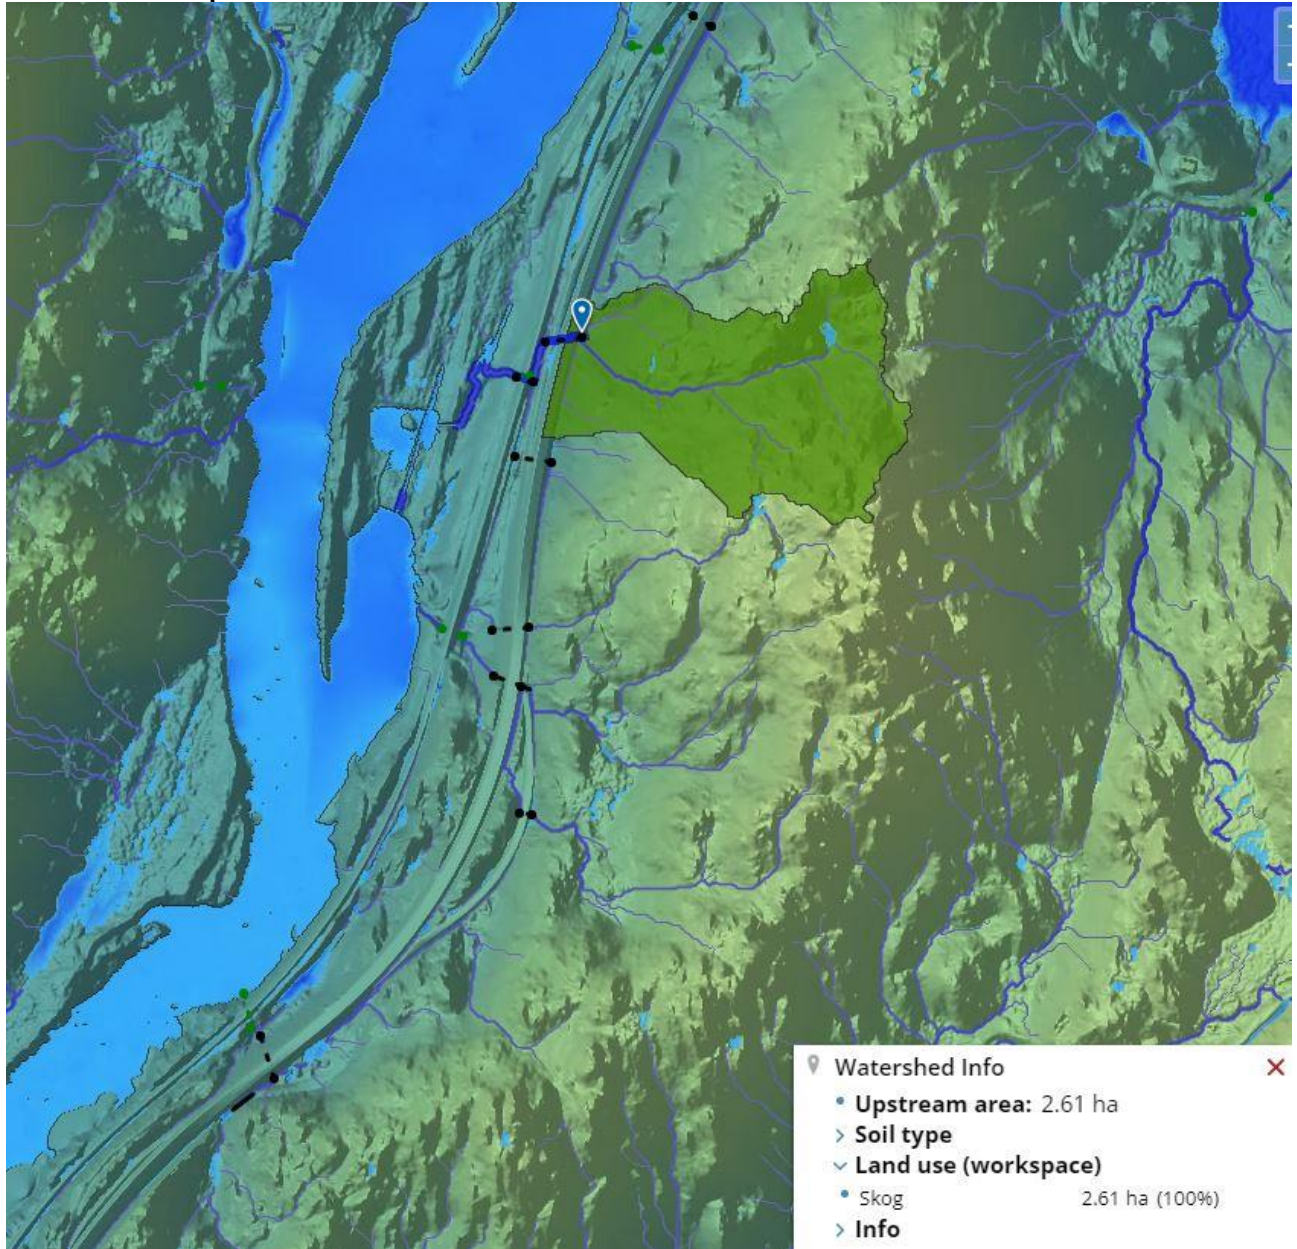 Watershed Info
Upstream area: 2.61 ha
Soil type
Land use (workspace)
Skog 2.61 ha (100%)
Info